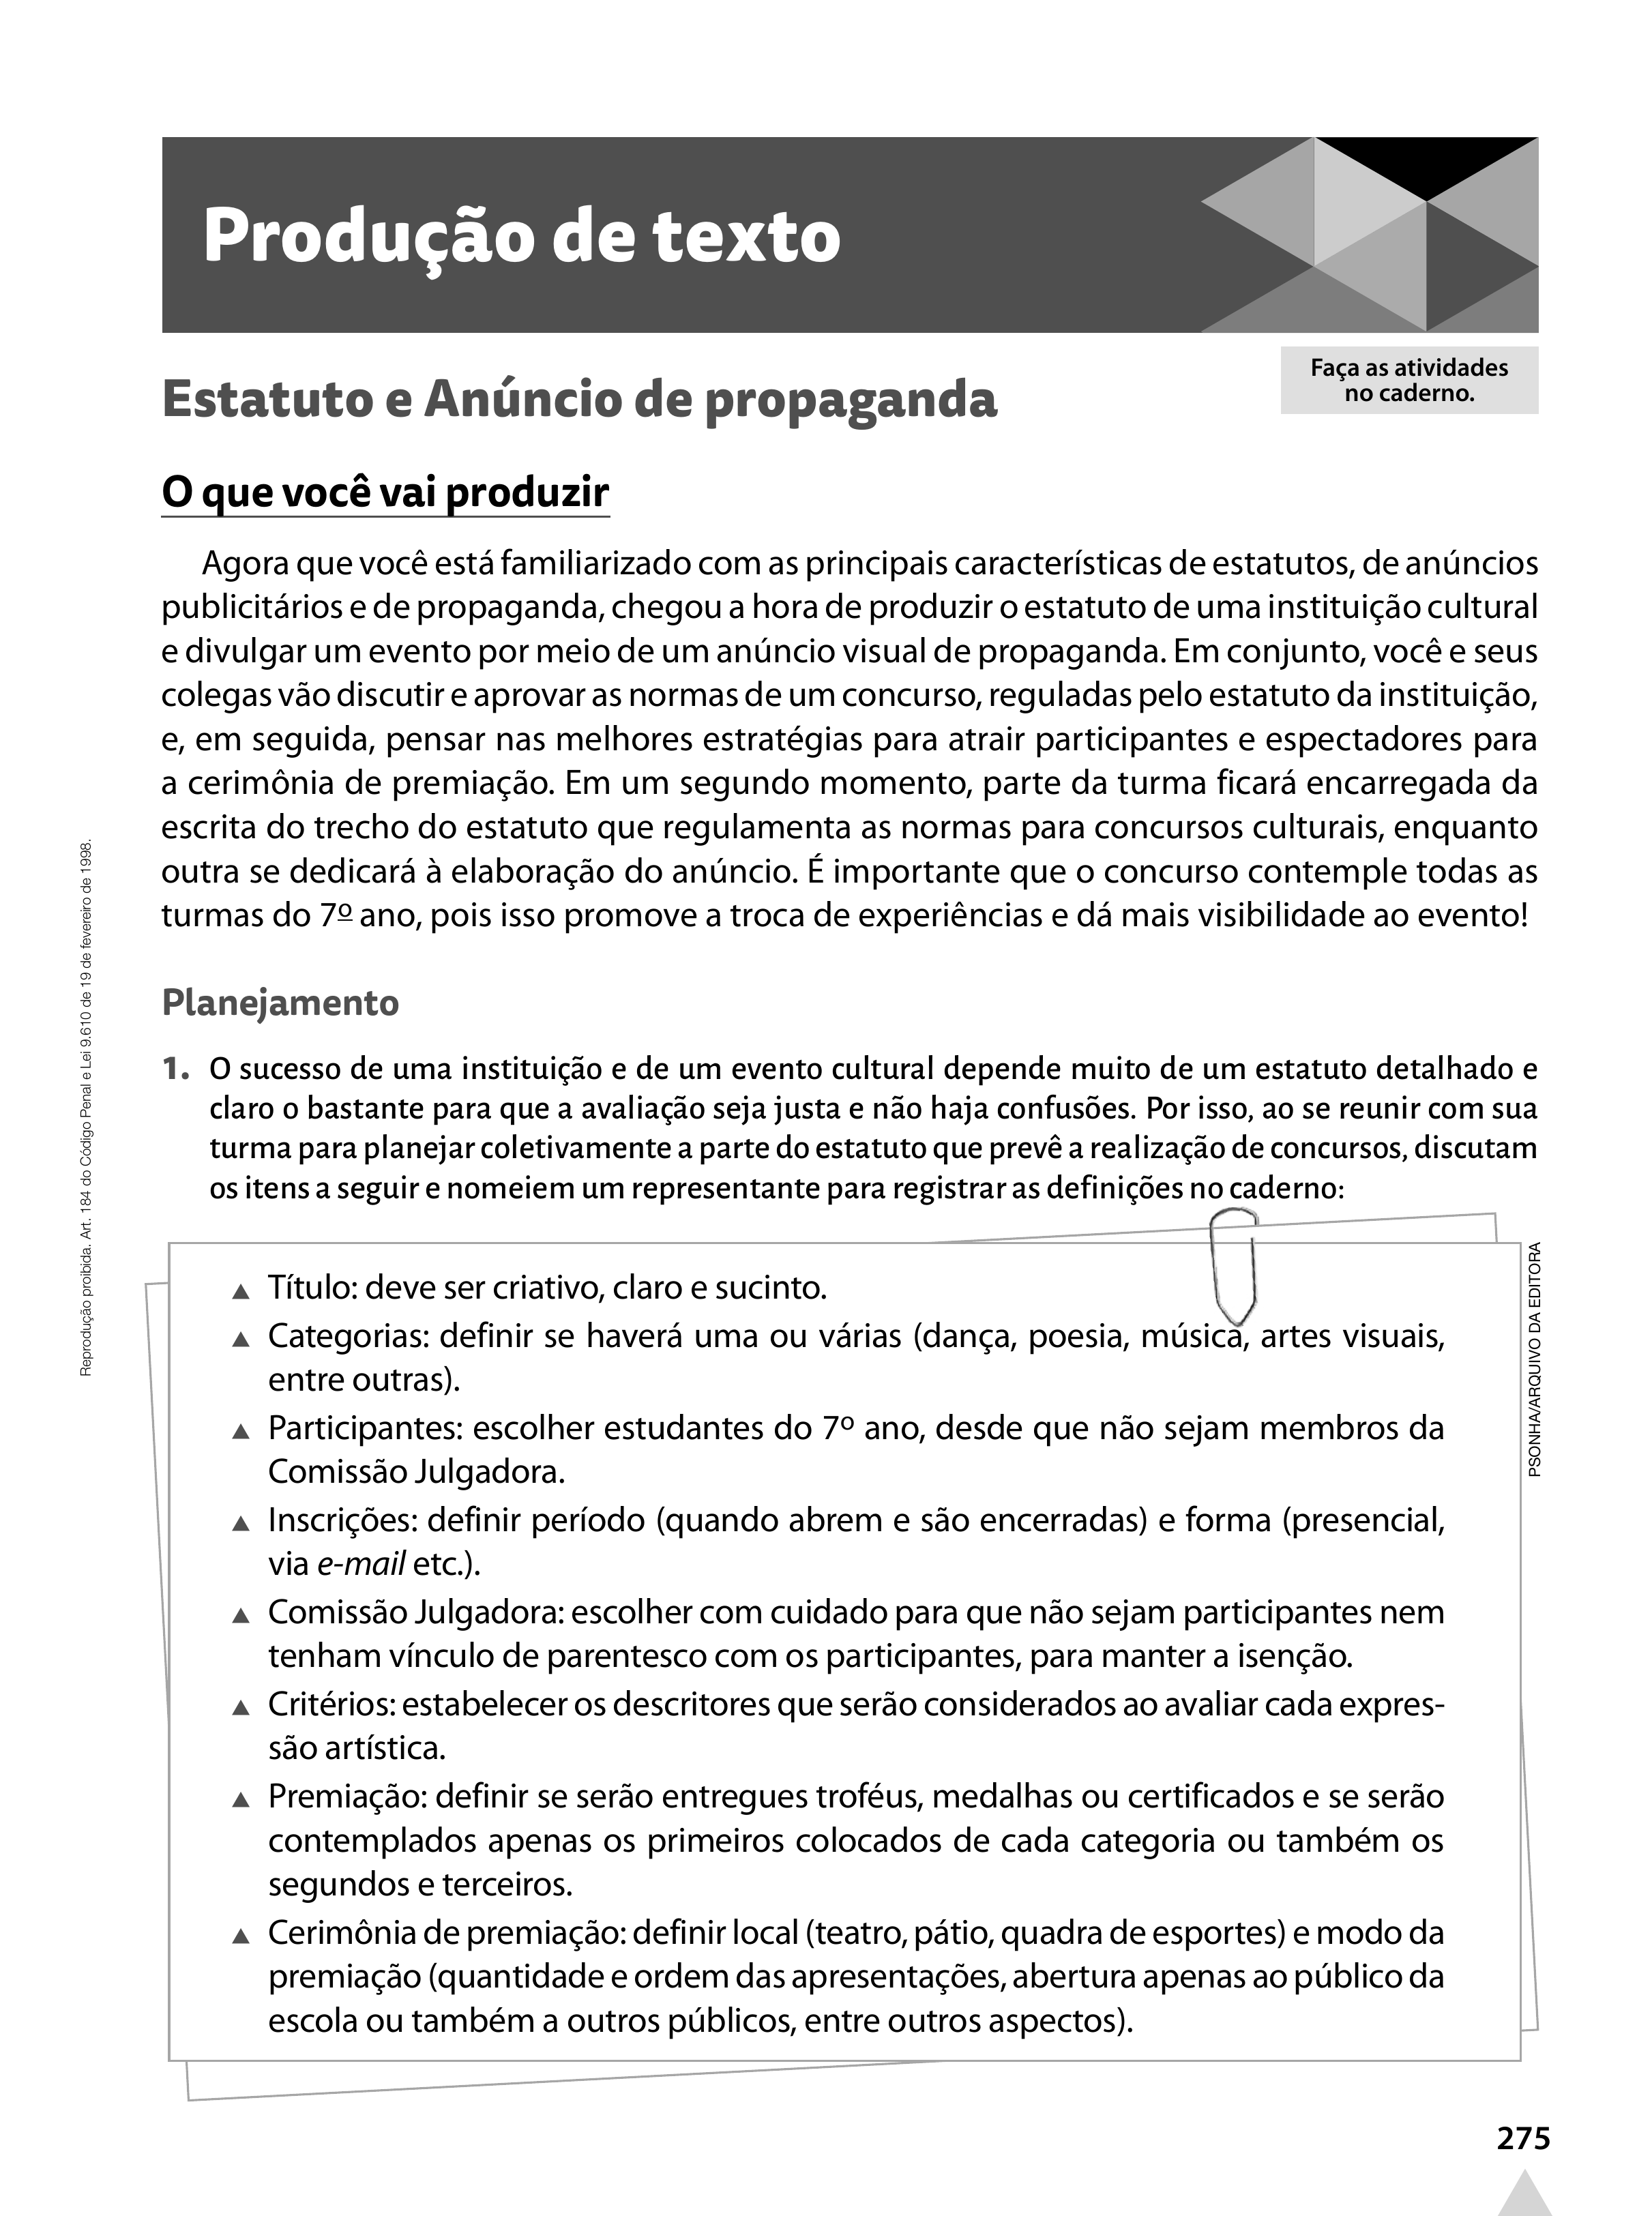 Produção de texto
Faça as atividades
no caderno.
Estatuto e Anúncio de propaganda
O que você vai produzir
Agora que você está familiarizado com as principais características de estatutos, de anúncios
publicitários e de propaganda, chegou a hora de produzir o estatuto de uma instituição cultural
e divulgar um evento por meio de um anúncio visual de propaganda. Em conjunto, você e seus
colegas vão discutir e aprovar as normas de um concurso, reguladas pelo estatuto da instituição,
e, em seguida, pensar nas melhores estratégias para atrair participantes e espectadores para
a cerimônia de premiação. Em um segundo momento, parte da turma ficará encarregada da
escrita do trecho do estatuto que regulamenta as normas para concursos culturais, enquanto
outra se dedicará à elaboração do anúncio. É importante que o concurso contemple todas as
turmas do 7º ano, pois isso promove a troca de experiências e dá mais visibilidade ao evento!
Planejamento
1. O sucesso de uma instituição e de um evento cultural depende muito de um estatuto detalhado e
claro o bastante para que a avaliação seja justa e não haja confusões. Por isso, ao se reunir com sua
turma para planejar coletivamente a parte do estatuto que prevê a realização de concursos, discutam
os itens a seguir e nomeiem um representante para registrar as definições no caderno:
▲ Título: deve ser criativo, claro e sucinto.
▲ Categorias: definir se haverá uma ou várias (dança, poesia, música, artes visuais,
entre outras).
▲ Participantes: escolher estudantes do 7º ano, desde que não sejam membros da
Comissão Julgadora.
▲ Inscrições: definir período (quando abrem e são encerradas) e forma (presencial,
via e-mail etc.).
▲ Comissão Julgadora: escolher com cuidado para que não sejam participantes nem
tenham vínculo de parentesco com os participantes, para manter a isenção.
▲ Critérios: estabelecer os descritores que serão considerados ao avaliar cada expres-
são artística.
▲ Premiação: definir se serão entregues troféus, medalhas ou certificados e se serão
contemplados apenas os primeiros colocados de cada categoria ou também os
segundos e terceiros.
▲ Cerimônia de premiação: definir local (teatro, pátio, quadra de esportes) e modo da
premiação (quantidade e ordem das apresentações, abertura apenas ao público da
escola ou também a outros públicos, entre outros aspectos).
PSONHA/ARQUIVO DA EDITORA
Reprodução proibida. Art. 184 do Código Penal e Lei 9.610 de 19 de fevereiro de 1998.
275